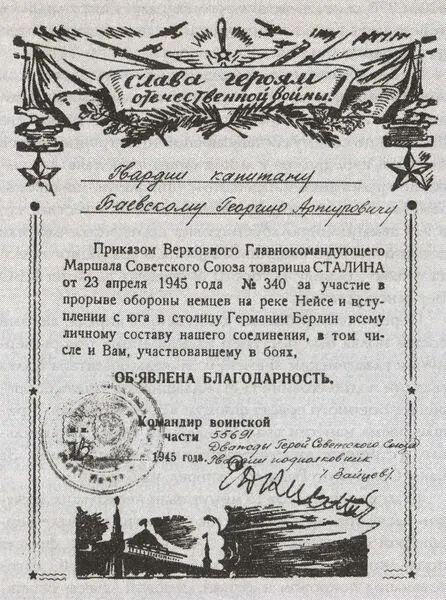 СЛАВА ГЕРОЯМ
отечественной войны!
Гвардии капитану
Баевскому Георгию Артуровичу
Приказом Верховного Главнокомандующего
Маршала Советского Союза товарища СТАЛИНА
от 23 апреля 1945 года № 340 за участие в
прорыве обороны немцев на реке Нейсе и всту-
плении с юга в столицу Германии Берлин всему
личному составу нашего соединения, в том чи-
сле и Вам, участвовавшему в боях,
ОБ'ЯВЛЕНА БЛАГОДАРНОСТЬ.
Командир воинской
части 55691
Дважды Герой Советского Союза
1945 года. Гвардии подполковник
/Зайцев/